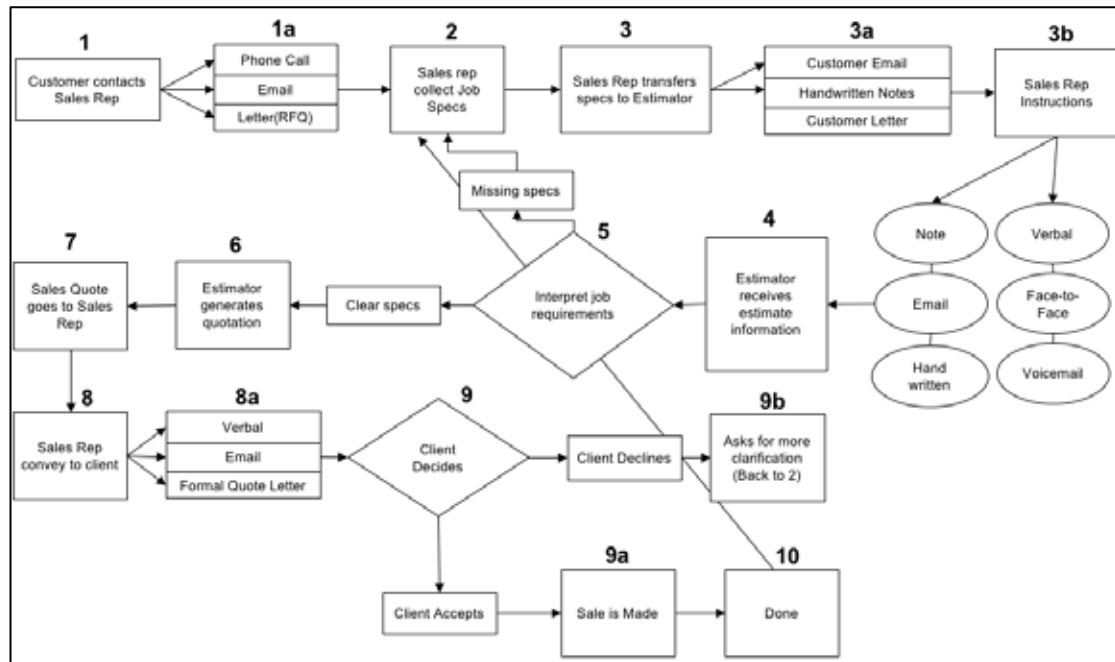 1
Customer contacts
Sales Rep
1a
Phone Call
Email
Letter(RFQ)
2
Sales rep
collect Job
Specs
3
Sales Rep transfers
specs to Estimator
3a
Customer Email
Handwritten Notes
Customer Letter
3b
Sales Rep
Instructions
Note
Email
Hand
written
Verbal
Face-to-
Face
Voicemail
4
Estimator
receives
estimate
information
5
Interpret job
requirements
Missing specs
Clear specs
6
Estimator
generates
quotation
7
Sales Quote
goes to Sales
Rep
8
Sales Rep
convey to client
8a
Verbal
Email
Formal Quote Letter
9
Client
Decides
Client Declines
9b
Asks for more
clarification
(Back to 2)
Client Accepts
9a
Sale is Made
10
Done